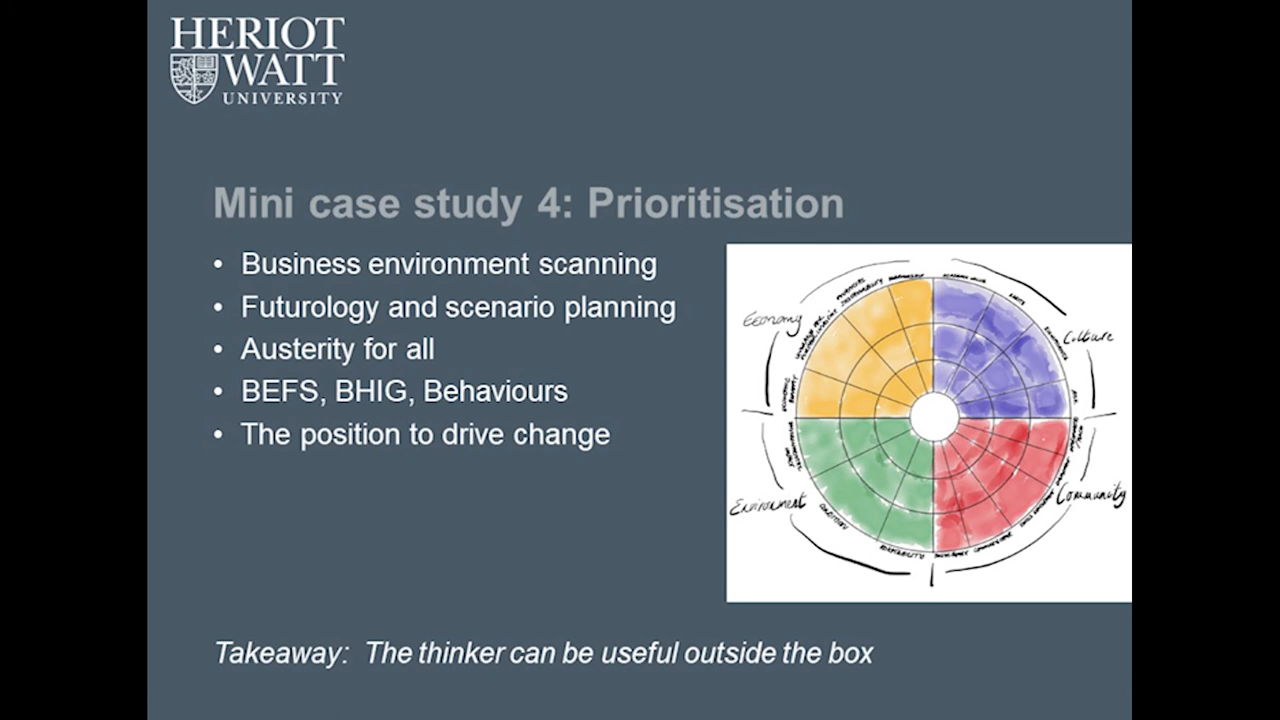 HERIOT
WATT
UNIVERSITY
Mini case study 4: Prioritisation
• Business environment scanning
• Futurology and scenario planning
• Austerity for all
• BEFS, BHIG, Behaviours
• The position to drive change
Economy
Culture
Environment
Community
ADAPTABILITY
Takeaway: The thinker can be useful outside the box